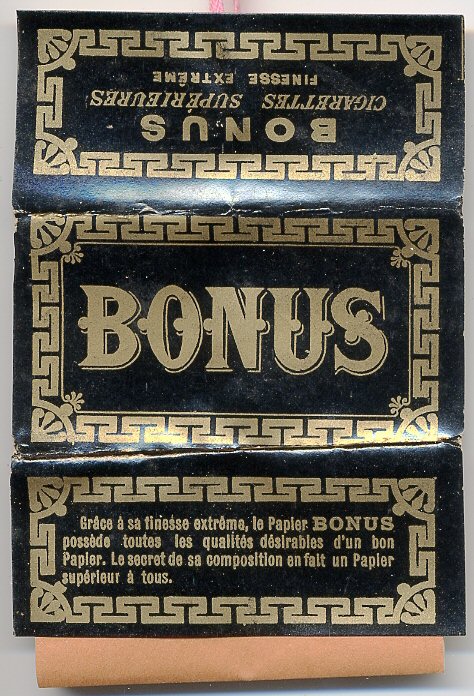 BONUS
CIGARETTES SUPÉRIEURES
FINESSE EXTRÊME
BONUS
Grâce à sa finesse extrême, le Papier BONUS
possède toutes les qualités désirables d'un bon
Papier. Le secret de sa composition en fait un Papier
supérieur à tous.